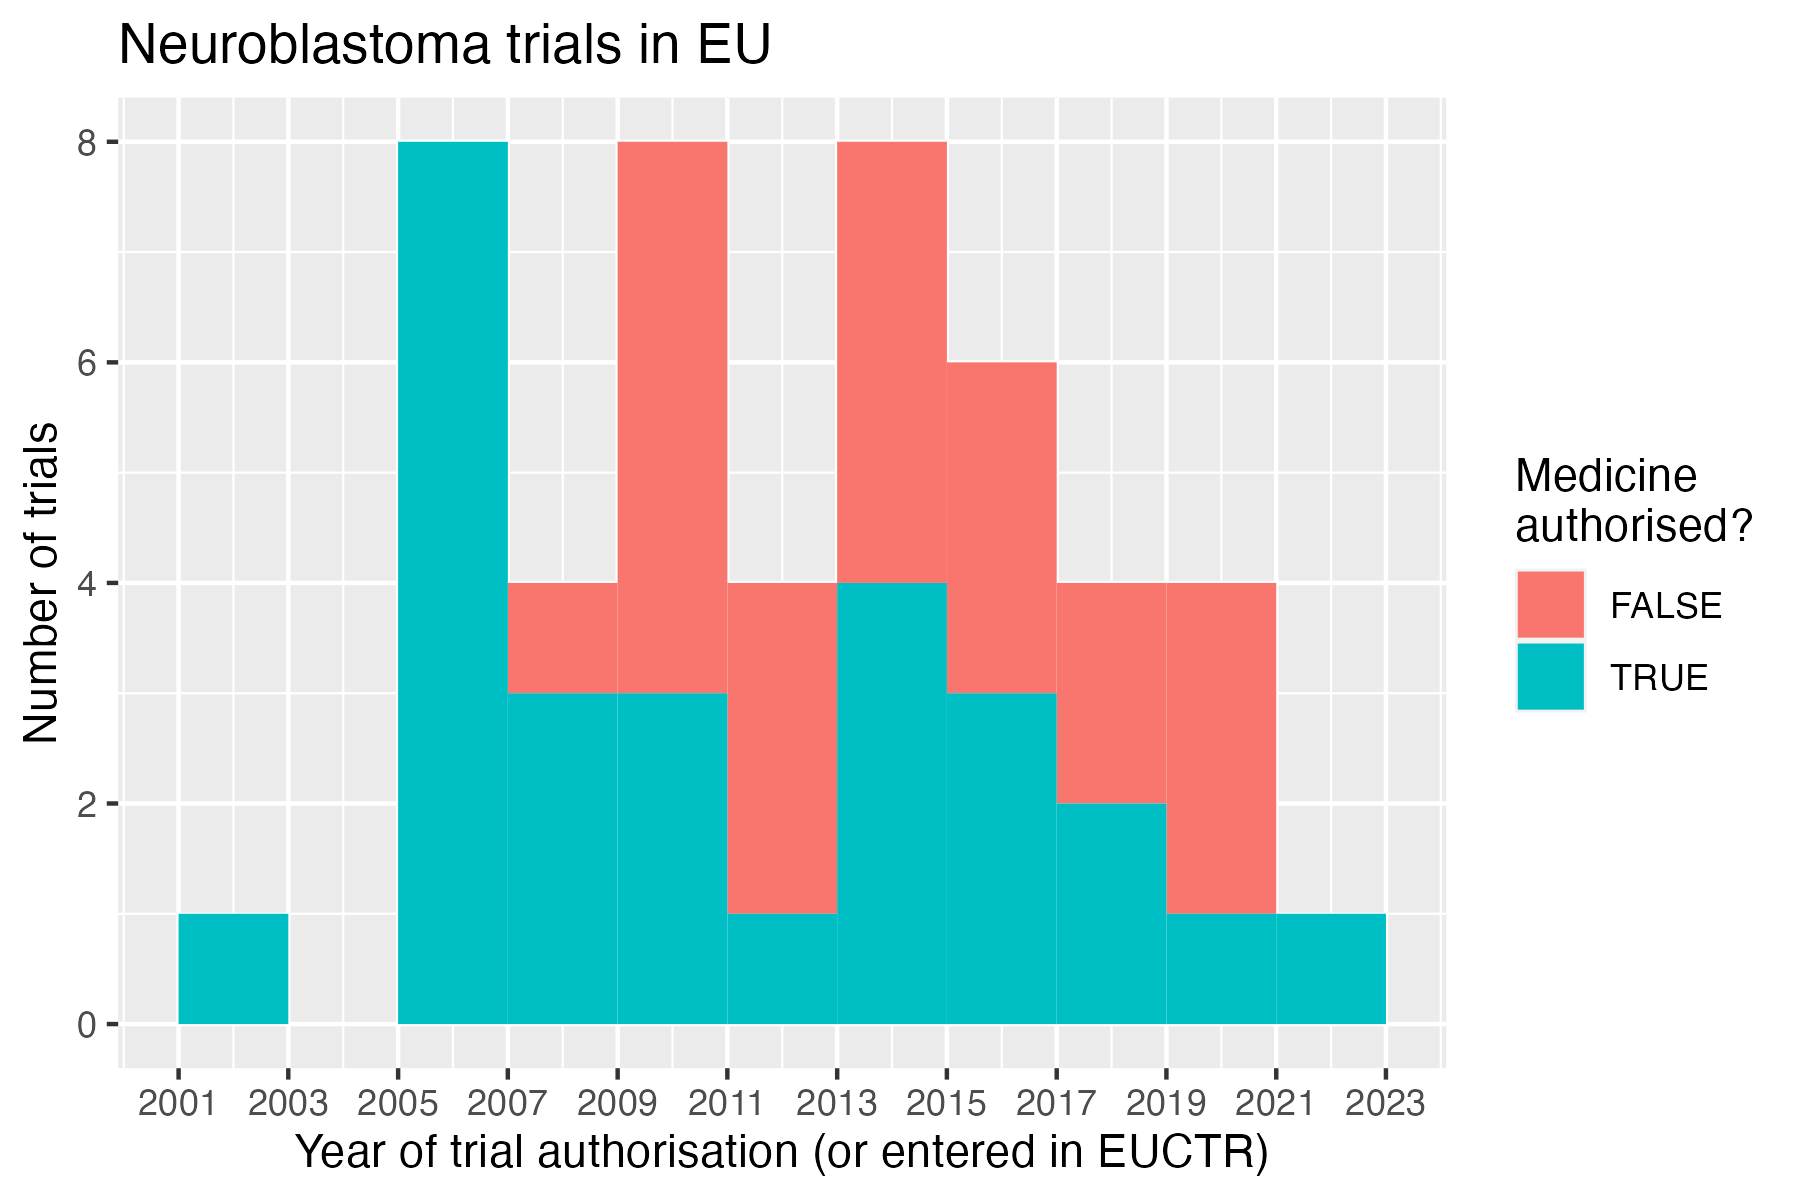 Neuroblastoma trials in EU
8
6
4
2
0
Number of trials
2001 2003 2005 2007 2009 2011 2013 2015 2017 2019 2021 2023
Year of trial authorisation (or entered in EUCTR)
Medicine
authorised?
FALSE
TRUE